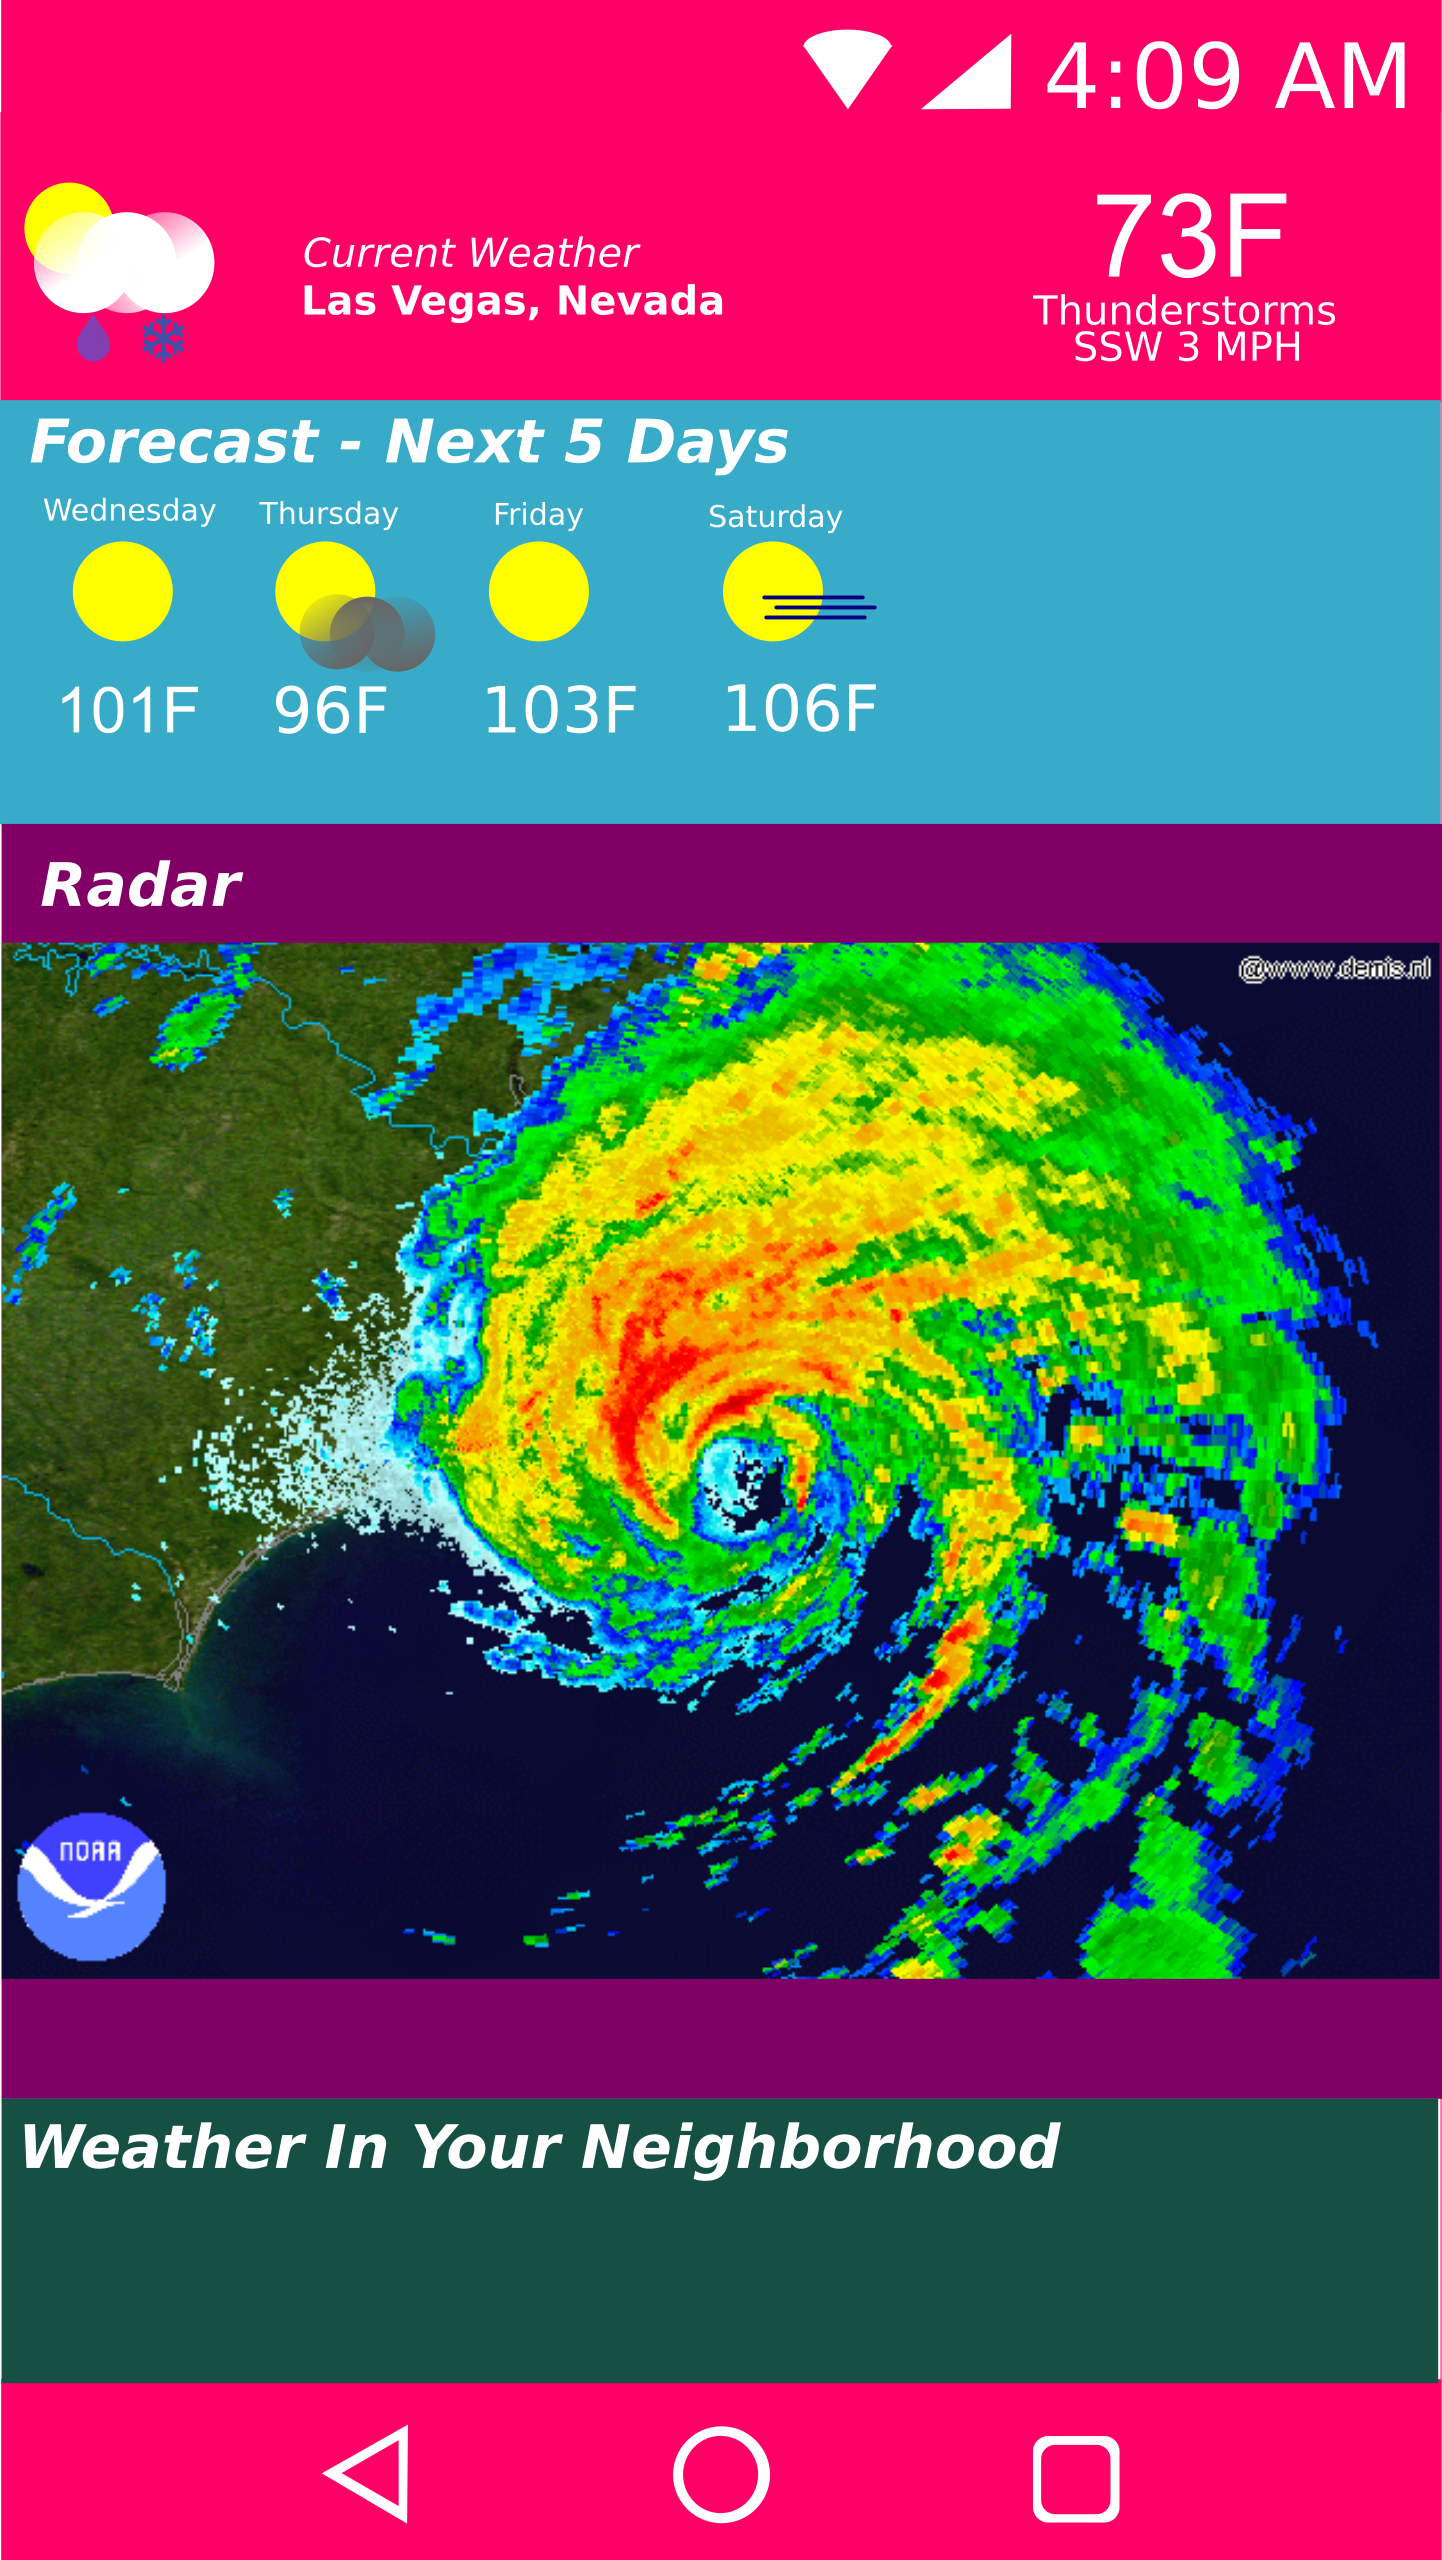 4:09 AM
73F
Current Weather
Las Vegas, Nevada
Thunderstorms
SSW 3 MPH
Forecast - Next 5 Days
Wednesday Thursday Friday Saturday
101F 96F 103F 106F
Radar
@www.demis.nl
NOAA
Weather In Your Neighborhood